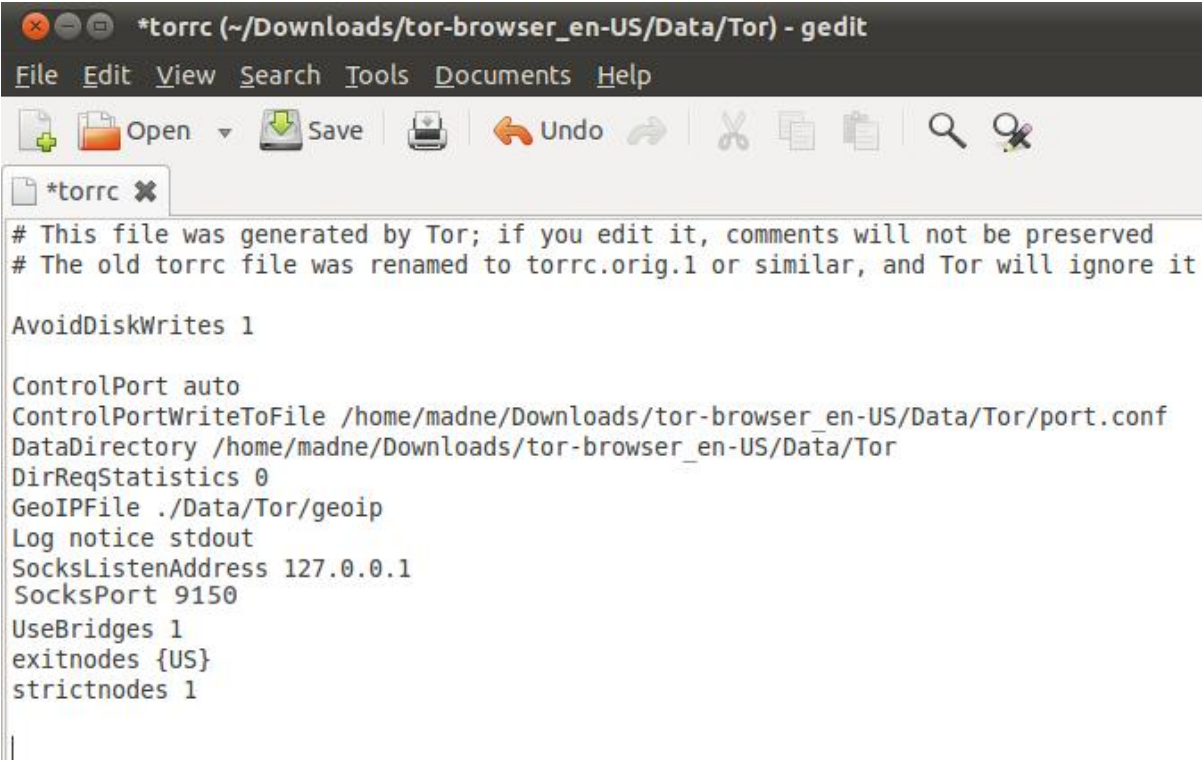 *torrc (~/Downloads/tor-browser_en-US/Data/Tor) - gedit
File Edit View Search Tools Documents Help
Open Save Undo
*torrc
# This file was generated by Tor; if you edit it, comments will not be preserved
# The old torrc file was renamed to torrc.orig.1 or similar, and Tor will ignore it
AvoidDiskWrites 1
ControlPort auto
ControlPortWriteToFile /home/madne/Downloads/tor-browser_en-US/Data/Tor/port.conf
DataDirectory /home/madne/Downloads/tor-browser_en-US/Data/Tor
DirReqStatistics 0
GeoIPFile ./Data/Tor/geoip
Log notice stdout
SocksListenAddress 127.0.0.1
SocksPort 9150
UseBridges 1
exitnodes {US}
strictnodes 1